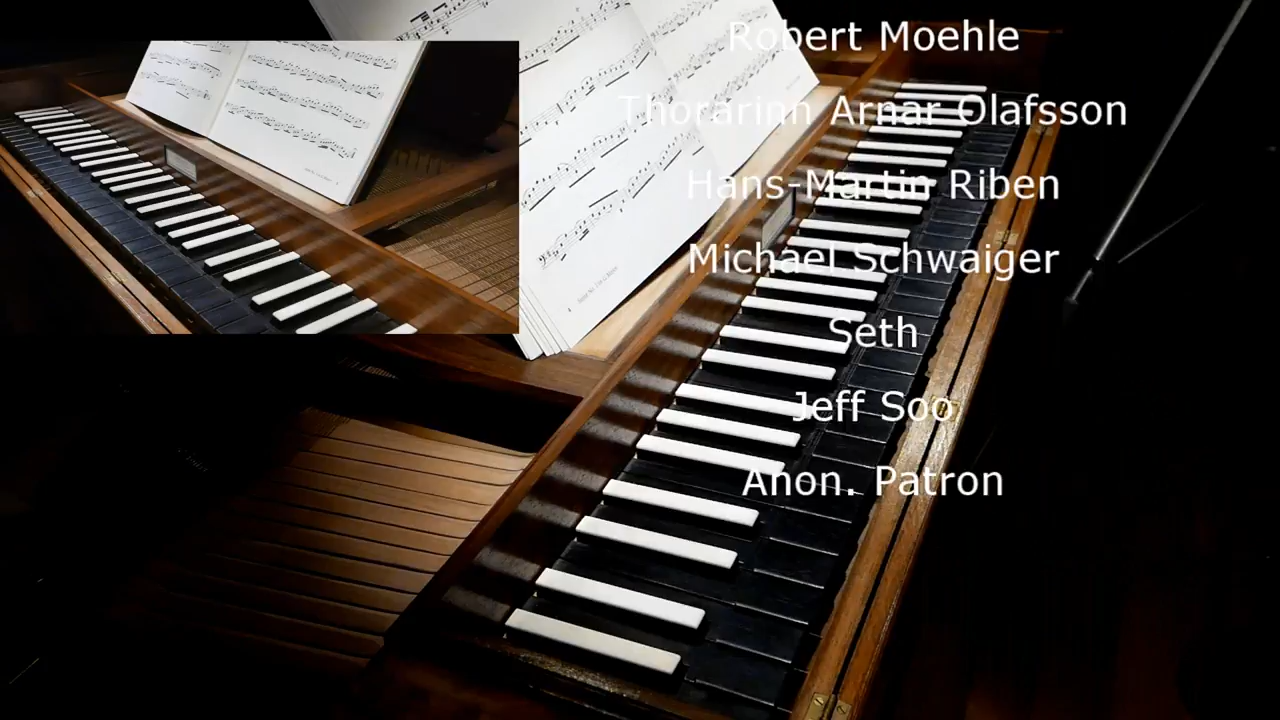 Robert Moehle
Thorarinn Arnar Olafsson
Hans-Martin Riben
Michael Schwaiger
Seth
Jeff Soo
Anon. Patron